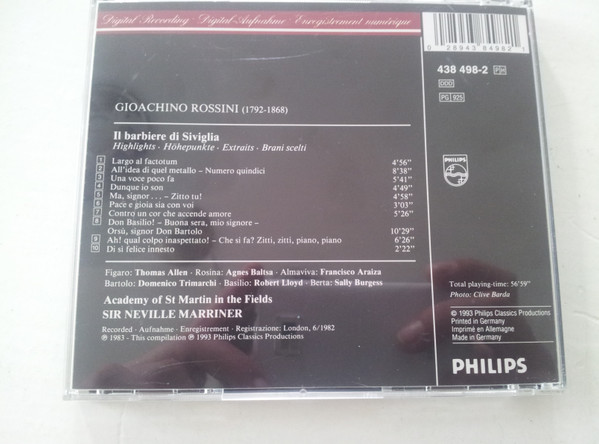 Digital Recording · Digital-Aufnahme · Enregistrement numérique
0 28943 84982 1
438 498-2 PH
DDD
PG 925
GIOACHINO ROSSINI (1792-1868)
Il barbiere di Siviglia
Highlights · Höhepunkte · Extraits · Brani scelti
1 Largo al factotum 4'56"
2 All'idea di quel metallo – Numero quindici 8'38"
3 Una voce poco fa 5'41"
4 Dunque io son 4'49"
5 Ma, signor . . . – Zitto tu! 4'58"
6 Pace e gioia sia con voi 3'03"
7 Contro un cor che accende amore 5'26"
8 Don Basilio! – Buona sera, mio signore –
Orsù, signor Don Bartolo 10'29"
9 Ah! qual colpo inaspettato! – Che si fa? Zitti, zitti, piano, piano 6'26"
10 Di sì felice innesto 2'22"
PHILIPS
PHILIPS
Figaro: Thomas Allen · Rosina: Agnes Baltsa · Almaviva: Francisco Araiza
Bartolo: Domenico Trimarchi · Basilio: Robert Lloyd · Berta: Sally Burgess
Academy of St Martin in the Fields
SIR NEVILLE MARRINER
Recorded · Aufnahme · Enregistrement · Registrazione: London, 6/1982
℗ 1983 · This compilation ℗ 1993 Philips Classics Productions
Total playing-time: 56'59"
Photo: Clive Barda
© 1993 Philips Classics Productions
Printed in Germany
Imprimé en Allemagne
Made in Germany
PHILIPS